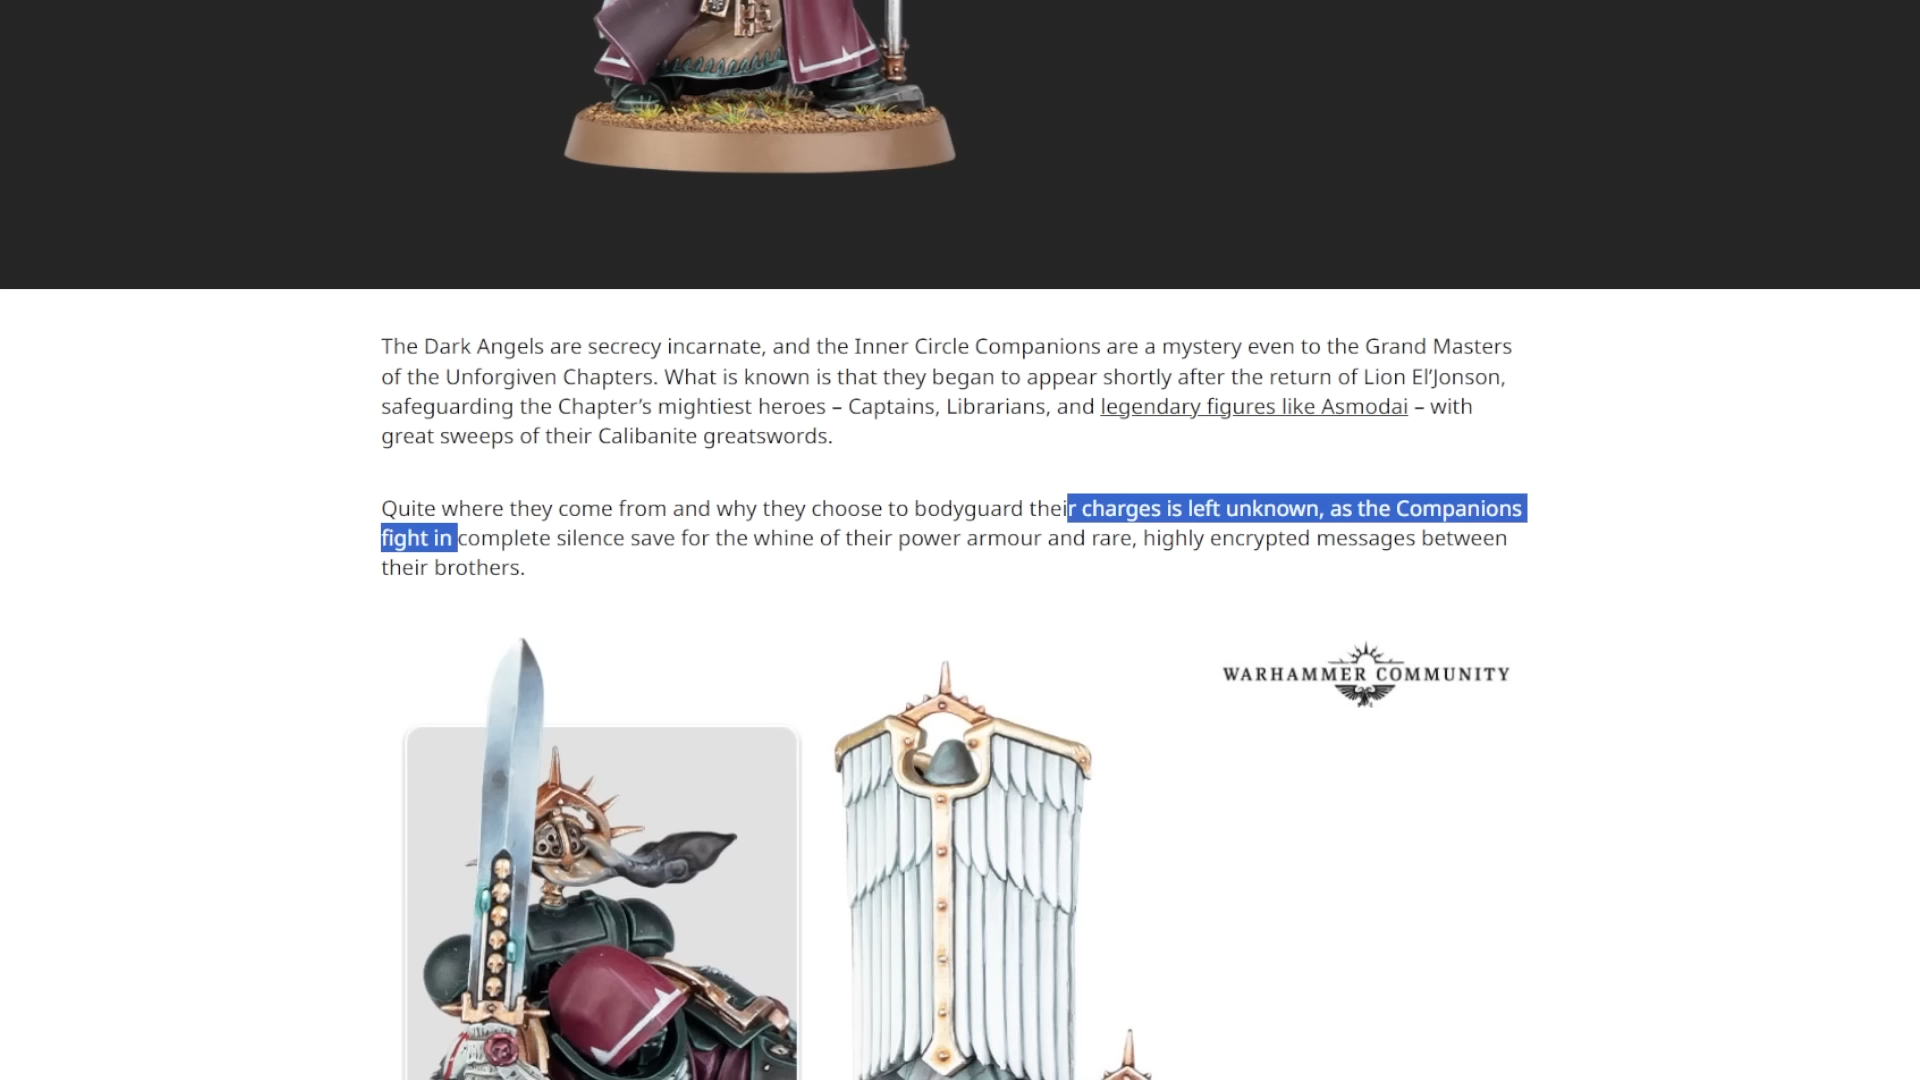 The Dark Angels are secrecy incarnate, and the Inner Circle Companions are a mystery even to the Grand Masters
of the Unforgiven Chapters. What is known is that they began to appear shortly after the return of Lion El’Jonson,
safeguarding the Chapter’s mightiest heroes – Captains, Librarians, and legendary figures like Asmodai – with
great sweeps of their Calibanite greatswords.
Quite where they come from and why they choose to bodyguard their charges is left unknown, as the Companions
fight in complete silence save for the whine of their power armour and rare, highly encrypted messages between
their brothers.
WARHAMMER COMMUNITY